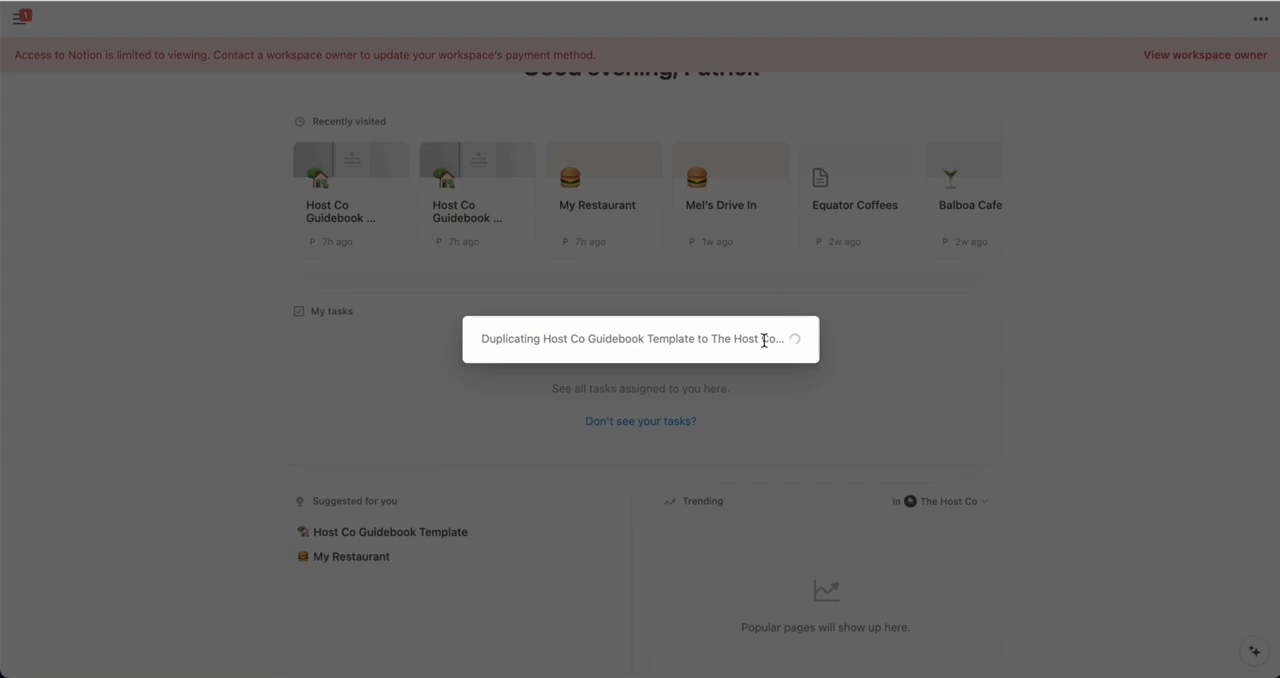 1
Access to Notion is limited to viewing. Contact a workspace owner to update your workspace's payment method.
View workspace owner
Good evening, Patrick
Recently visited
Host Co
Guidebook ...
P 7h ago
Host Co
Guidebook ...
P 7h ago
My Restaurant
P 7h ago
Mel's Drive In
P 1w ago
Equator Coffees
P 2w ago
Balboa Cafe
P 2w ago
My tasks
Duplicating Host Co Guidebook Template to The Host Co...
See all tasks assigned to you here.
Don't see your tasks?
Suggested for you
Host Co Guidebook Template
My Restaurant
Trending
In The Host Co
Popular pages will show up here.